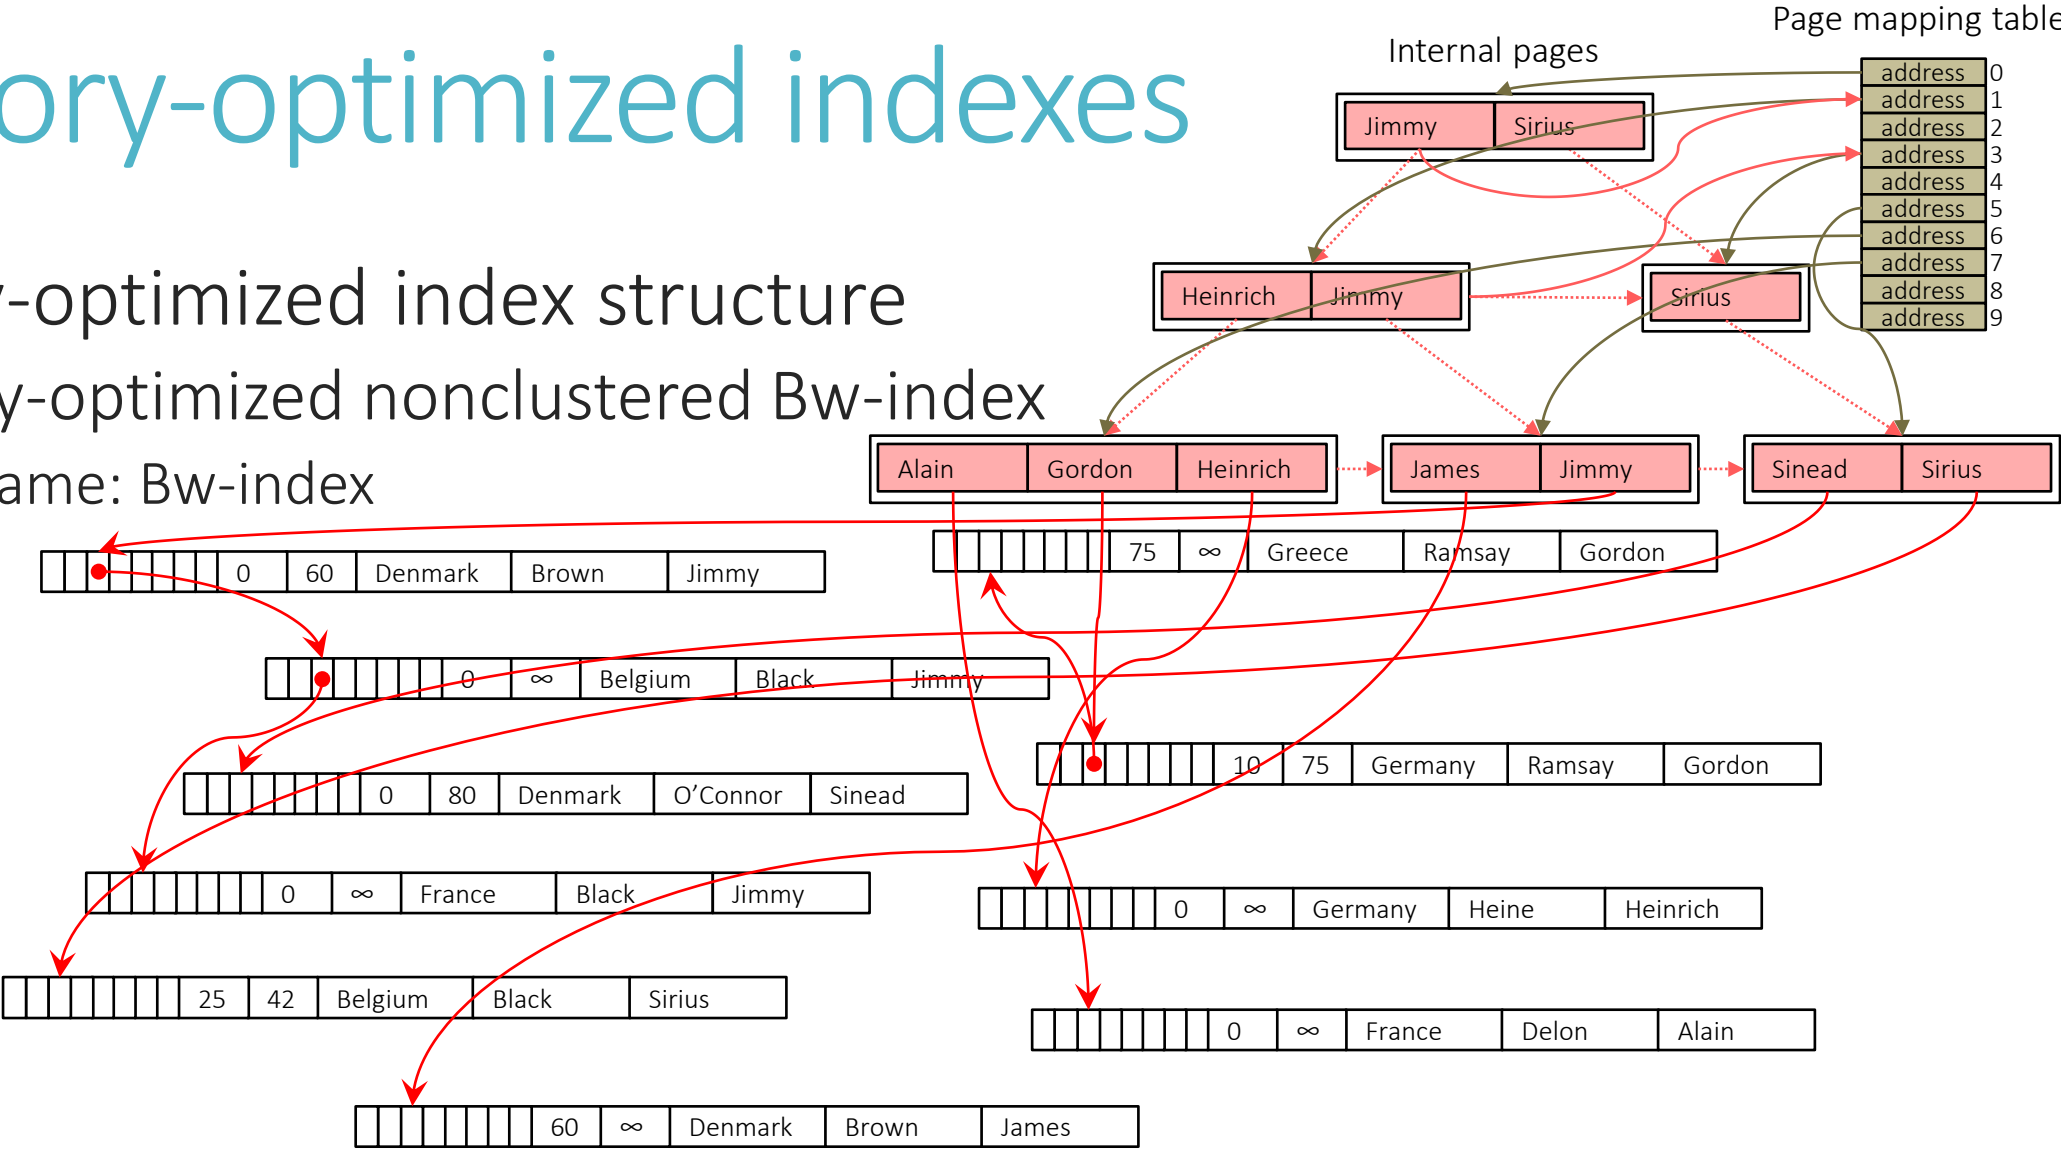 Page mapping table
Internal pages
ory-optimized indexes
Jimmy Sirius
address 0
address 1
address 2
address 3
address 4
address 5
address 6
address 7
address 8
address 9
y-optimized index structure
Heinrich Jimmy
Sirius
y-optimized nonclustered Bw-index
Alain Gordon Heinrich
James Jimmy
Sinead Sirius
ame: Bw-index
0 60 Denmark Brown Jimmy
75 ∞ Greece Ramsay Gordon
0 ∞ Belgium Black Jimmy
10 75 Germany Ramsay Gordon
0 80 Denmark O’Connor Sinead
0 ∞ France Black Jimmy
0 ∞ Germany Heine Heinrich
25 42 Belgium Black Sirius
0 ∞ France Delon Alain
60 ∞ Denmark Brown James